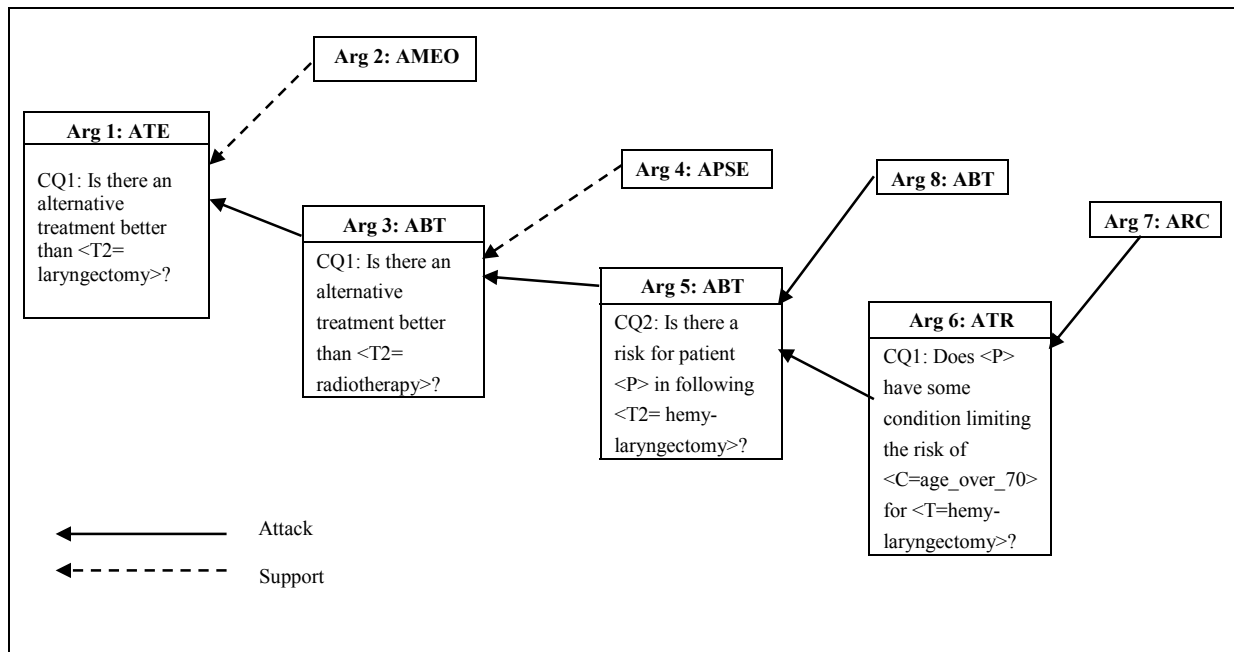 Arg 2: AMEO
Arg 1: ATE
CQ1: Is there an
alternative
treatment better
than <T2=
laryngectomy>?
Arg 4: APSE
Arg 8: ABT
Arg 3: ABT
CQ1: Is there an
alternative
treatment better
than <T2=
radiotherapy>?
Arg 7: ARC
Arg 5: ABT
CQ2: Is there a
risk for patient
<P> in following
<T2= hemy-
laryngectomy>?
Arg 6: ATR
CQ1: Does <P>
have some
condition limiting
the risk of
<C=age_over_70>
for <T=hemy-
laryngectomy>?
Attack
Support